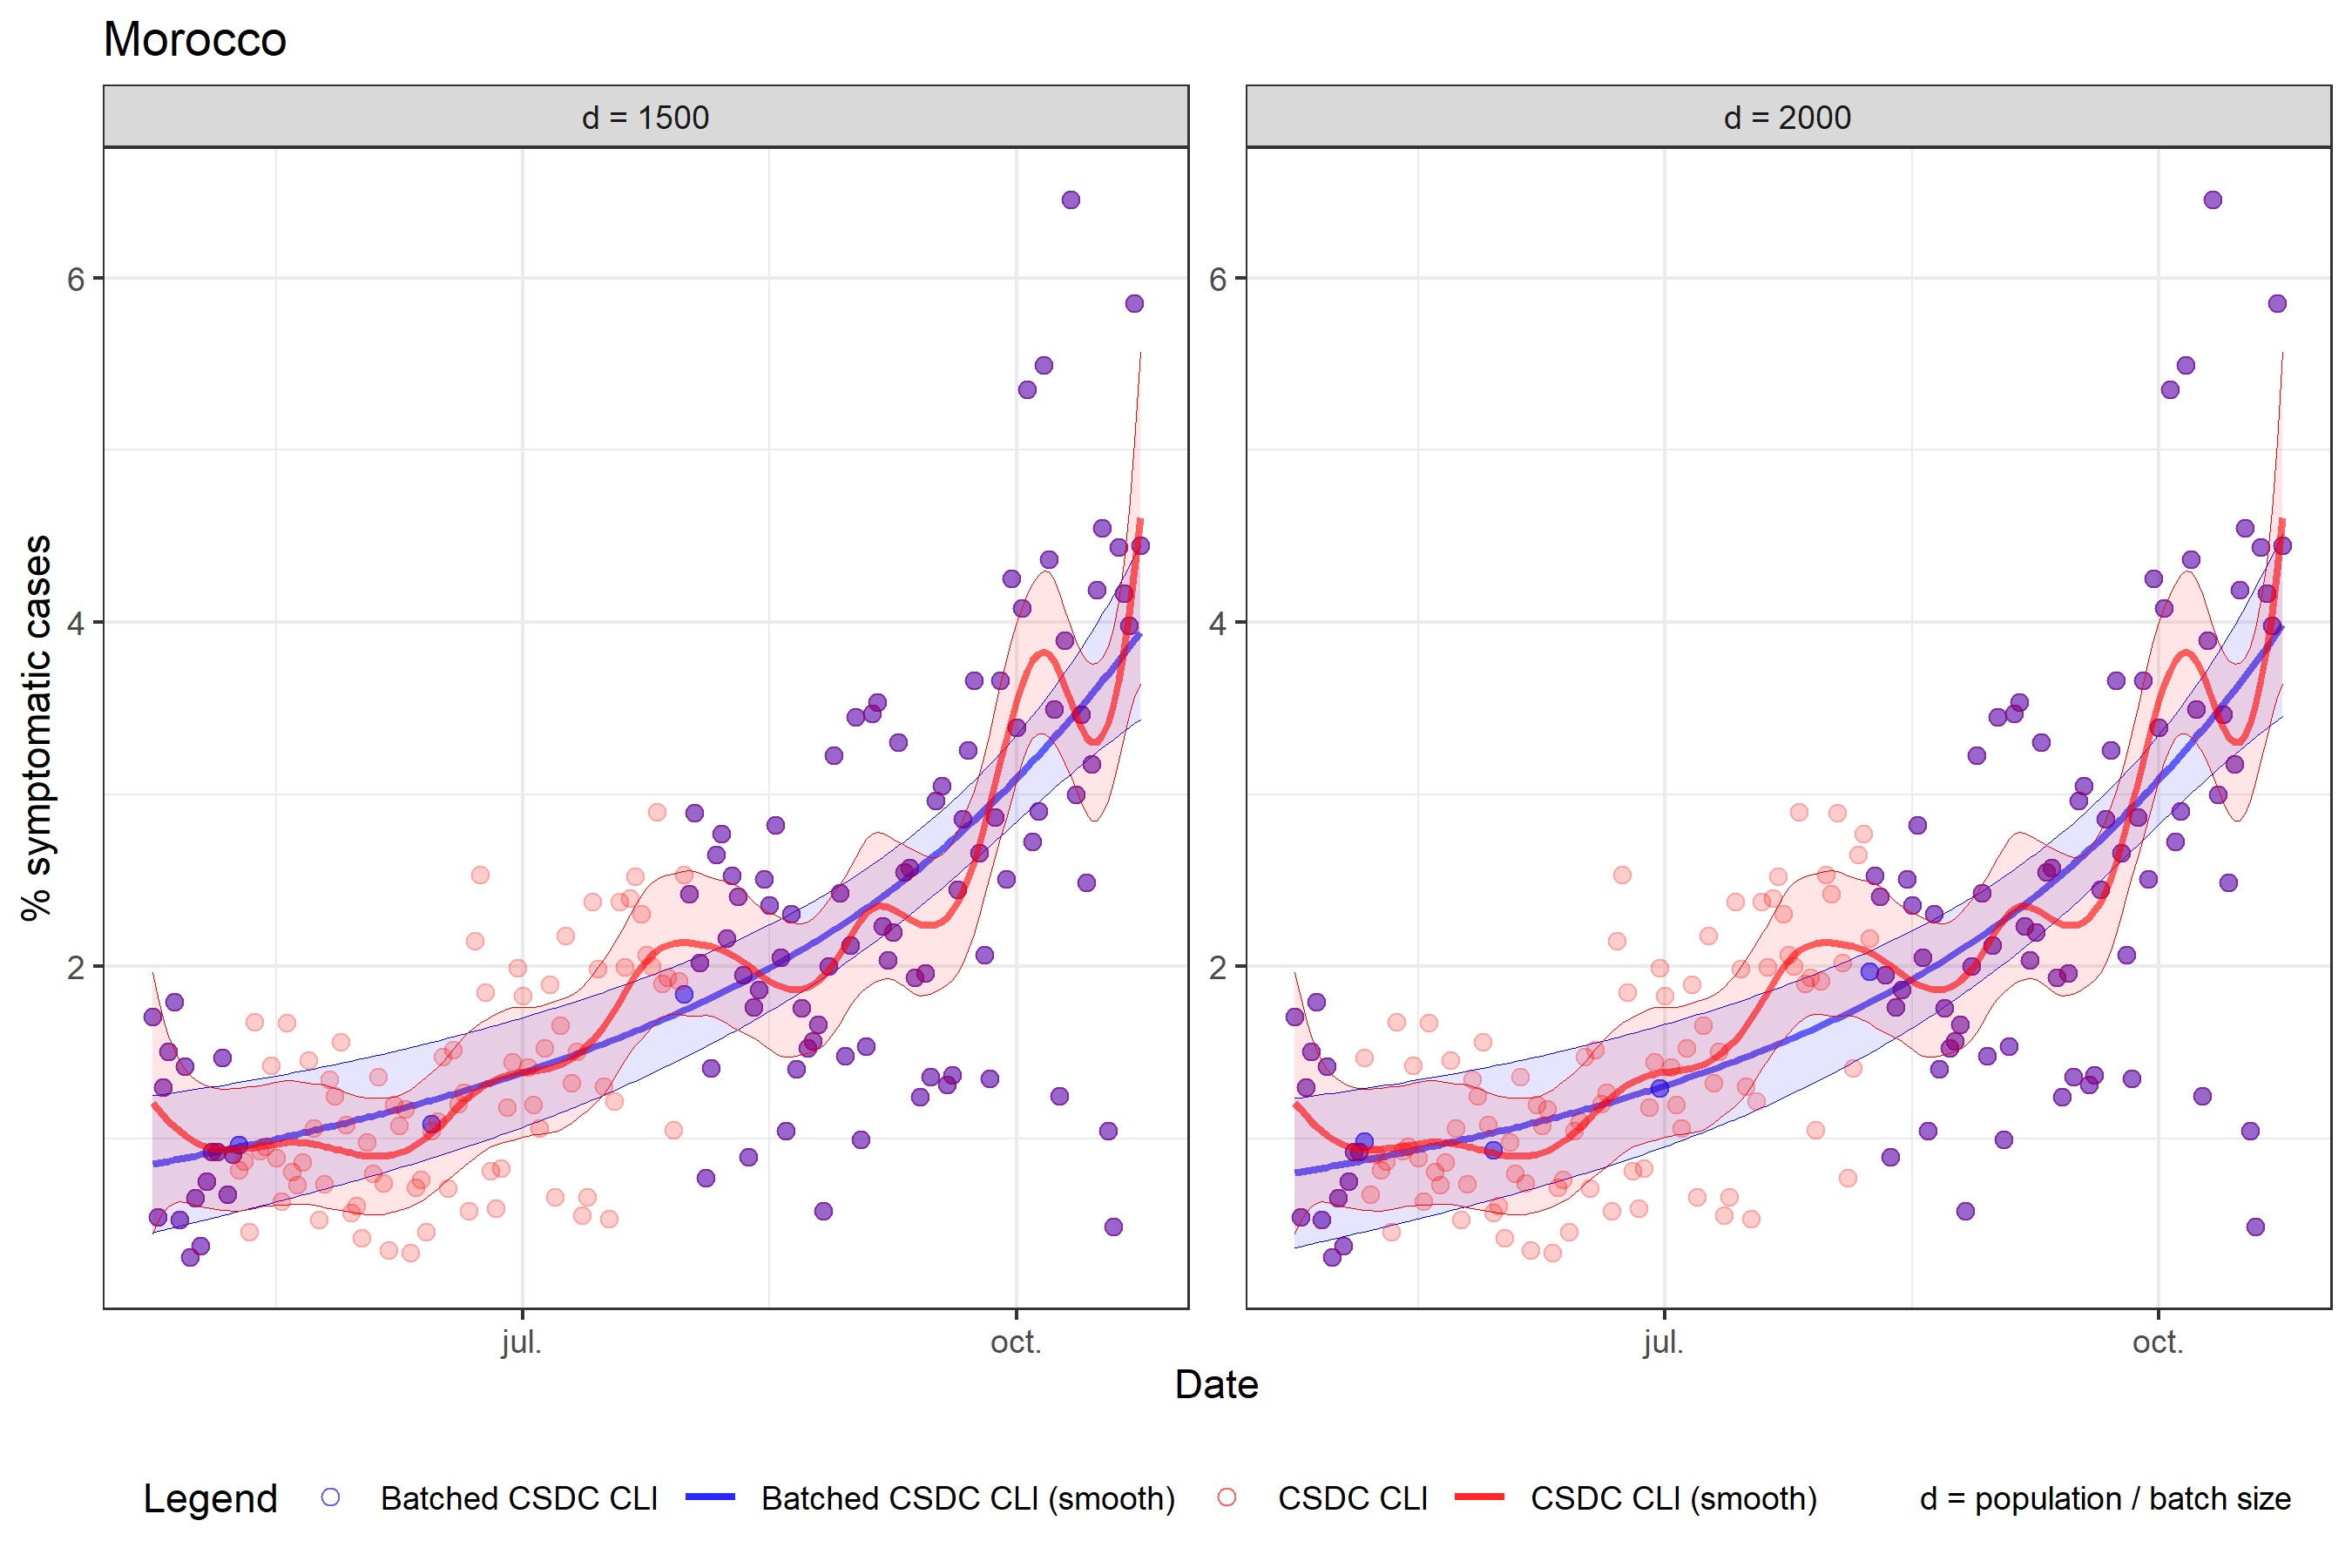 Morocco
d = 1500
d = 2000
% symptomatic cases
6
4
2
6
4
2
jul.
oct.
jul.
oct.
Date
Legend
Batched CSDC CLI
Batched CSDC CLI (smooth)
CSDC CLI
CSDC CLI (smooth)
d = population / batch size